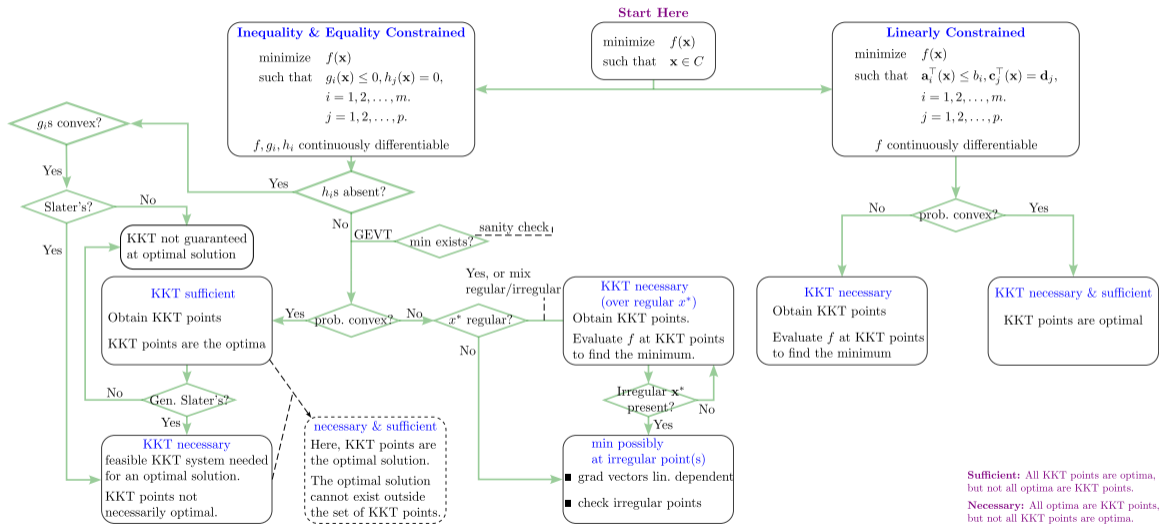 Start Here
minimize f(x)
such that x ∈ C
Inequality & Equality Constrained
minimize f(x)
such that g_i(x) ≤ 0, h_j(x) = 0,
i = 1, 2, . . . , m.
j = 1, 2, . . . , p.
f, g_i, h_i continuously differentiable
Linearly Constrained
minimize f(x)
such that a_i^⊤(x) ≤ b_i, c_j^⊤(x) = d_j,
i = 1, 2, . . . , m.
j = 1, 2, . . . , p.
f continuously differentiable
g_is convex?
Yes
Slater's?
No
Yes
KKT not guaranteed
at optimal solution
Yes
h_is absent?
No
GEVT
min exists?
sanity check
KKT sufficient
Obtain KKT points
KKT points are the optima
Yes
prob. convex?
No
x* regular?
Yes, or mix
regular/irregular
No
KKT necessary
(over regular x*)
Obtain KKT points.
Evaluate f at KKT points
to find the minimum.
No
Gen. Slater's?
Yes
KKT necessary
feasible KKT system needed
for an optimal solution.
KKT points not
necessarily optimal.
necessary & sufficient
Here, KKT points are
the optimal solution.
The optimal solution
cannot exist outside
the set of KKT points.
Irregular x*
present?
No
Yes
min possibly
at irregular point(s)
■ grad vectors lin. dependent
■ check irregular points
No
prob. convex?
Yes
KKT necessary
Obtain KKT points
Evaluate f at KKT points
to find the minimum
KKT necessary & sufficient
KKT points are optimal
Sufficient: All KKT points are optima,
but not all optima are KKT points.
Necessary: All optima are KKT points,
but not all KKT points are optima.